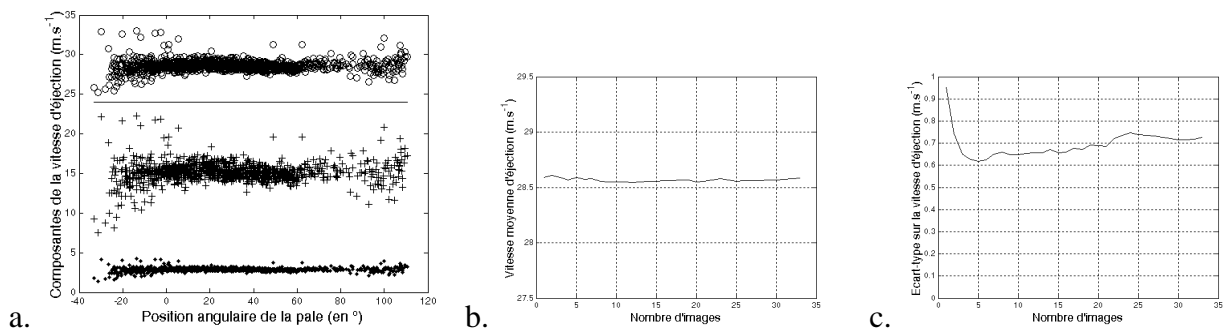 Composantes de la vitesse d'éjection (m.s⁻¹)
35
30
25
20
15
10
5
0
-40 -20 0 20 40 60 80 100 120
Position angulaire de la pale (en °)
a.
Vitesse moyenne d'éjection (m.s⁻¹)
29.5
29
28.5
28
27.5
0 5 10 15 20 25 30 35
Nombre d'images
b.
Ecart-type sur la vitesse d'éjection (m.s⁻¹)
1
0.9
0.8
0.7
0.6
0.5
0.4
0.3
0.2
0.1
0
0 5 10 15 20 25 30 35
Nombre d'images
c.